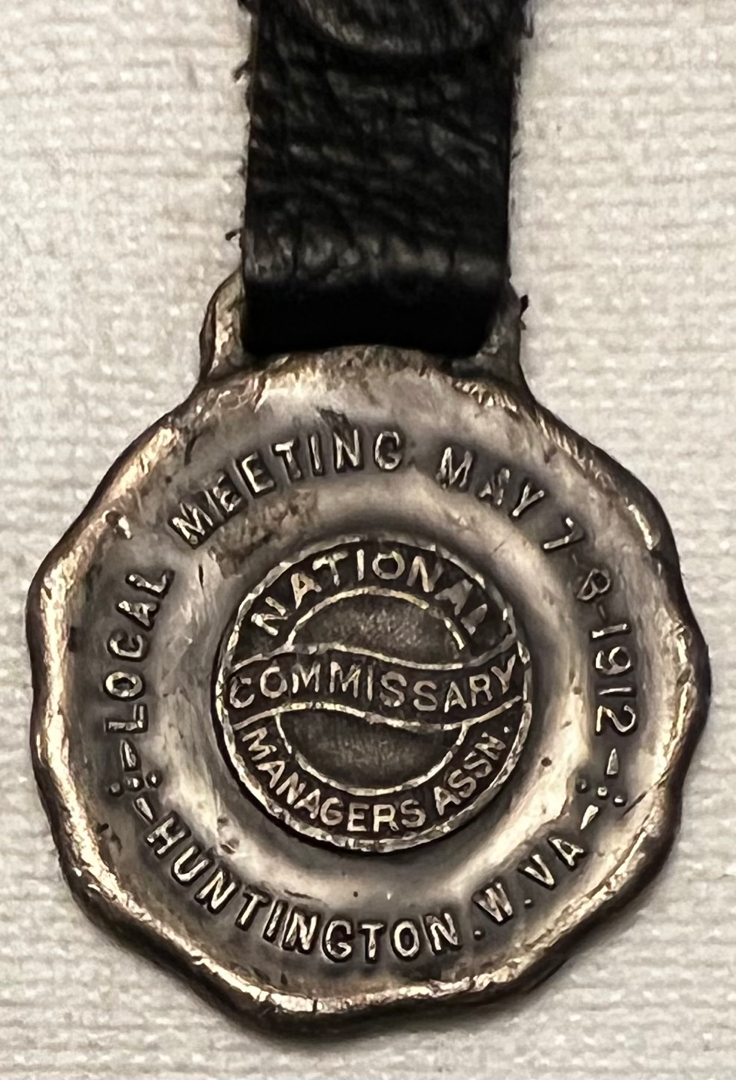 LOCAL MEETING MAY 7-8-1912
HUNTINGTON.W.VA
NATIONAL
COMMISSARY
MANAGERS ASSN.